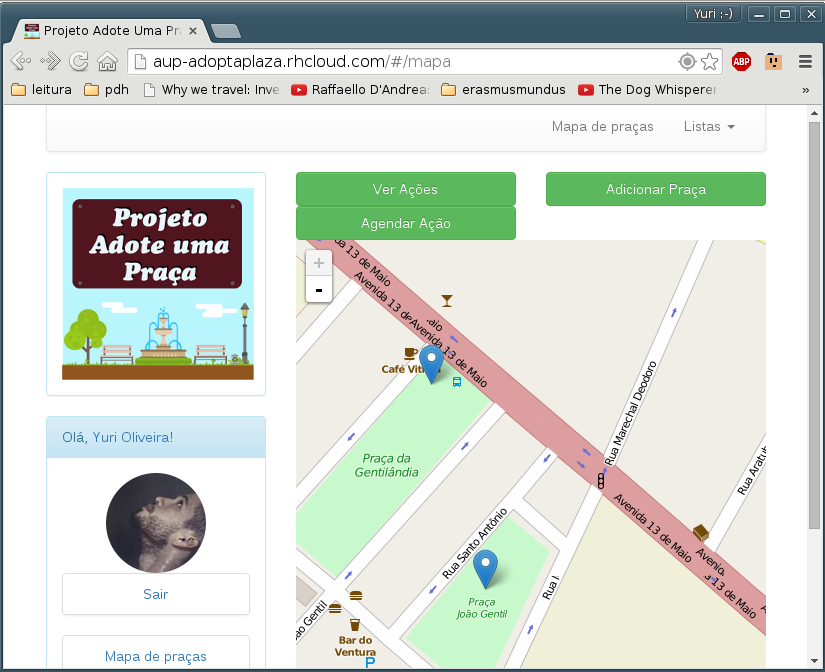 Yuri :-)
Projeto Adote Uma Pr
aup-adoptaplaza.rhcloud.com/#/mapa
ABP
leitura
pdh
Why we travel: Inve
Raffaello D'Andrea:
erasmusmundus
The Dog Whisperer
»
Mapa de praças
Listas
Projeto
Adote uma
Praça
Ver Ações
Adicionar Praça
Agendar Ação
+
-
da 13 de Maio
Avenida 13 de
aio
Avenida 13 de Maio
Café Vit
Praça da
Gentilândia
Rua Marechal Deodoro
Rua Aratu
Avenida 13 de Maio
Avenid
a 13 de Maio
Rua Santo Antônio
Praça
João Gentil
Rua J
ão Gentil
Bar do
Ventura
P
Olá, Yuri Oliveira!
Sair
Mapa de praças